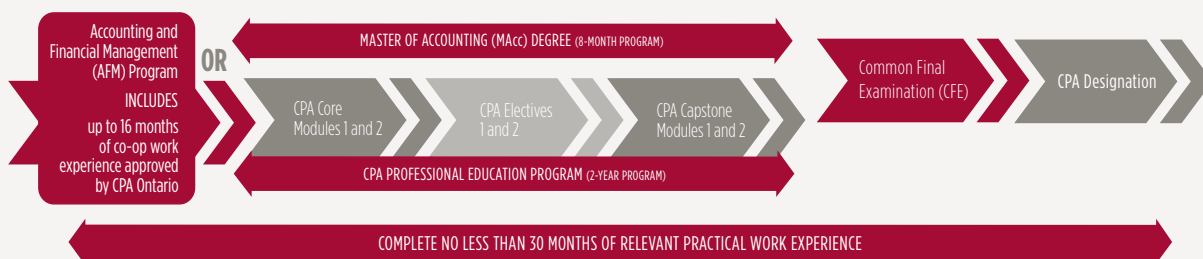 Accounting and
Financial Management
(AFM) Program
INCLUDES
up to 16 months
of co-op work
experience approved
by CPA Ontario
OR
MASTER OF ACCOUNTING (MAcc) DEGREE (8-MONTH PROGRAM)
CPA Core
Modules 1 and 2
CPA Electives
1 and 2
CPA Capstone
Modules 1 and 2
CPA PROFESSIONAL EDUCATION PROGRAM (2-YEAR PROGRAM)
Common Final
Examination (CFE)
CPA Designation
COMPLETE NO LESS THAN 30 MONTHS OF RELEVANT PRACTICAL WORK EXPERIENCE